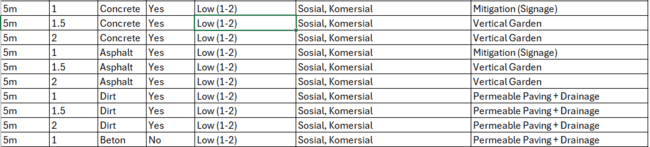 5m 1 Concrete Yes Low (1-2) Sosial, Komersial Mitigation (Signage)
5m 1.5 Concrete Yes Low (1-2) Sosial, Komersial Vertical Garden
5m 2 Concrete Yes Low (1-2) Sosial, Komersial Vertical Garden
5m 1 Asphalt Yes Low (1-2) Sosial, Komersial Mitigation (Signage)
5m 1.5 Asphalt Yes Low (1-2) Sosial, Komersial Vertical Garden
5m 2 Asphalt Yes Low (1-2) Sosial, Komersial Vertical Garden
5m 1 Dirt Yes Low (1-2) Sosial, Komersial Permeable Paving + Drainage
5m 1.5 Dirt Yes Low (1-2) Sosial, Komersial Permeable Paving + Drainage
5m 2 Dirt Yes Low (1-2) Sosial, Komersial Permeable Paving + Drainage
5m 1 Beton No Low (1-2) Sosial, Komersial Permeable Paving + Drainage